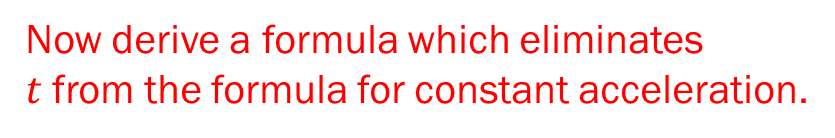 Now derive a formula which eliminates
t from the formula for constant acceleration.